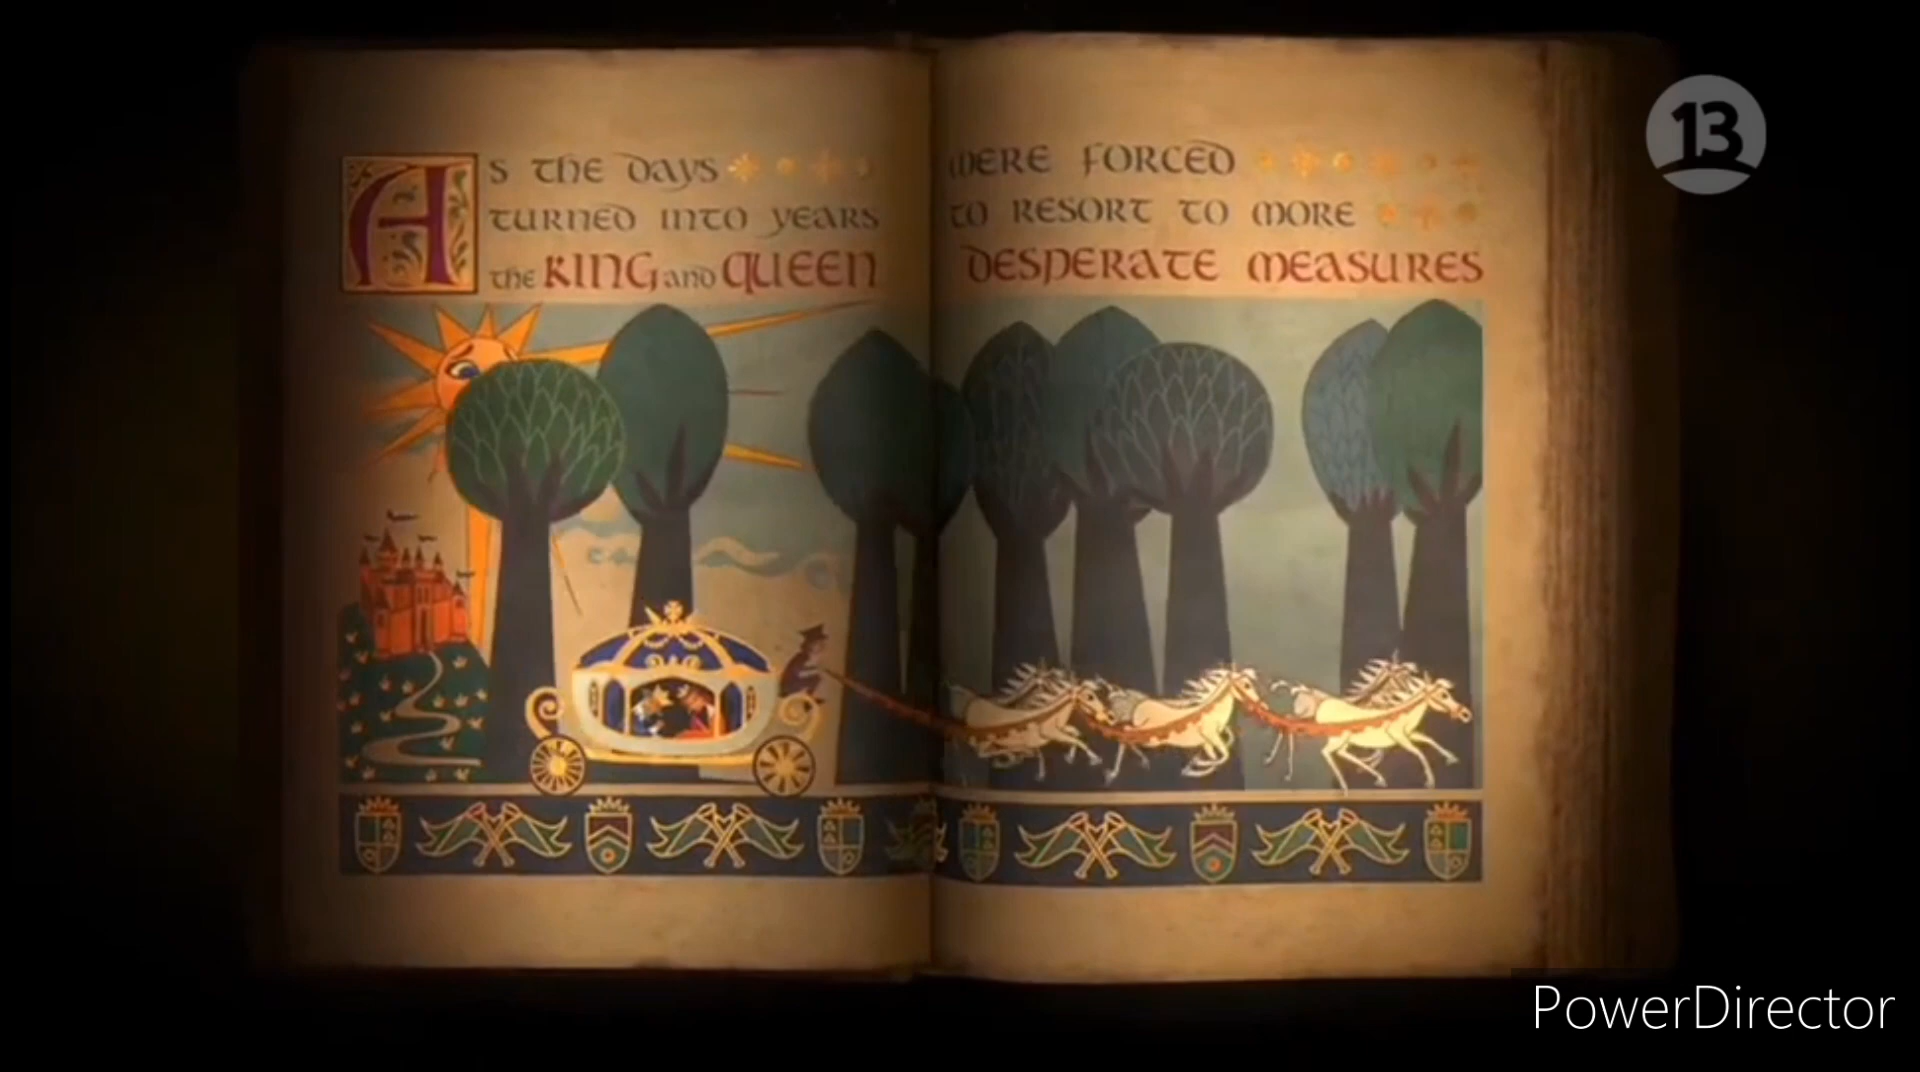 AS THE DAYS
TURNED INTO YEARS
THE KING AND QUEEN
WERE FORCED
TO RESORT TO MORE
DESPERATE MEASURES
13
PowerDirector